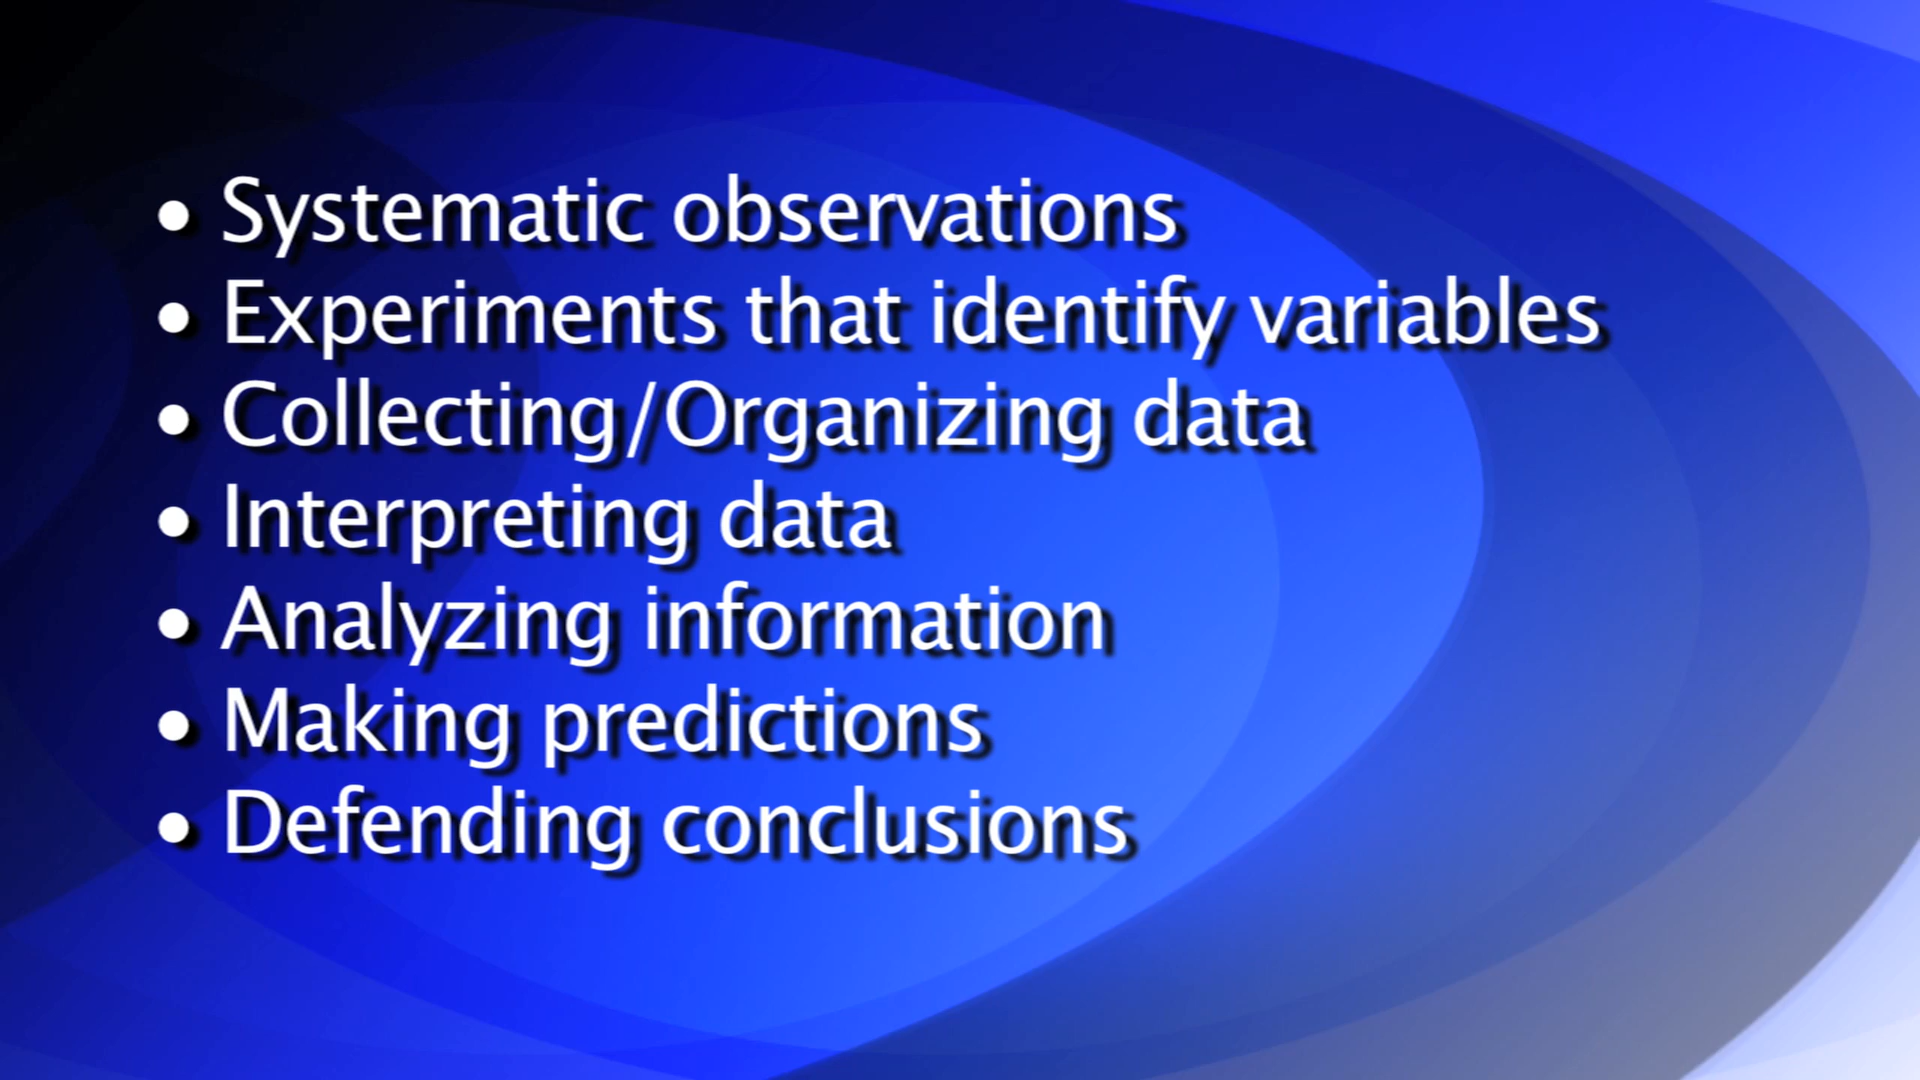 • Systematic observations
• Experiments that identify variables
• Collecting/Organizing data
• Interpreting data
• Analyzing information
• Making predictions
• Defending conclusions